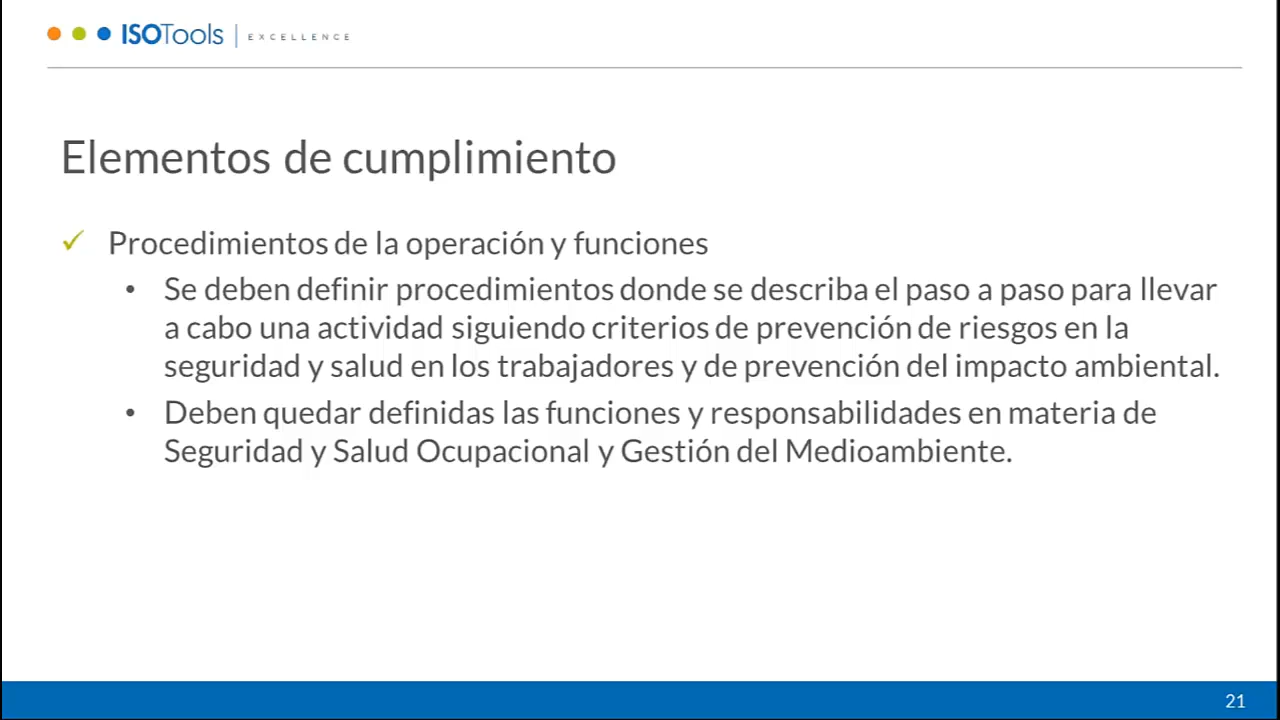 ISOTools | EXCELLENCE
Elementos de cumplimiento
✓ Procedimientos de la operación y funciones
• Se deben definir procedimientos donde se describa el paso a paso para llevar
a cabo una actividad siguiendo criterios de prevención de riesgos en la
seguridad y salud en los trabajadores y de prevención del impacto ambiental.
• Deben quedar definidas las funciones y responsabilidades en materia de
Seguridad y Salud Ocupacional y Gestión del Medioambiente.
21